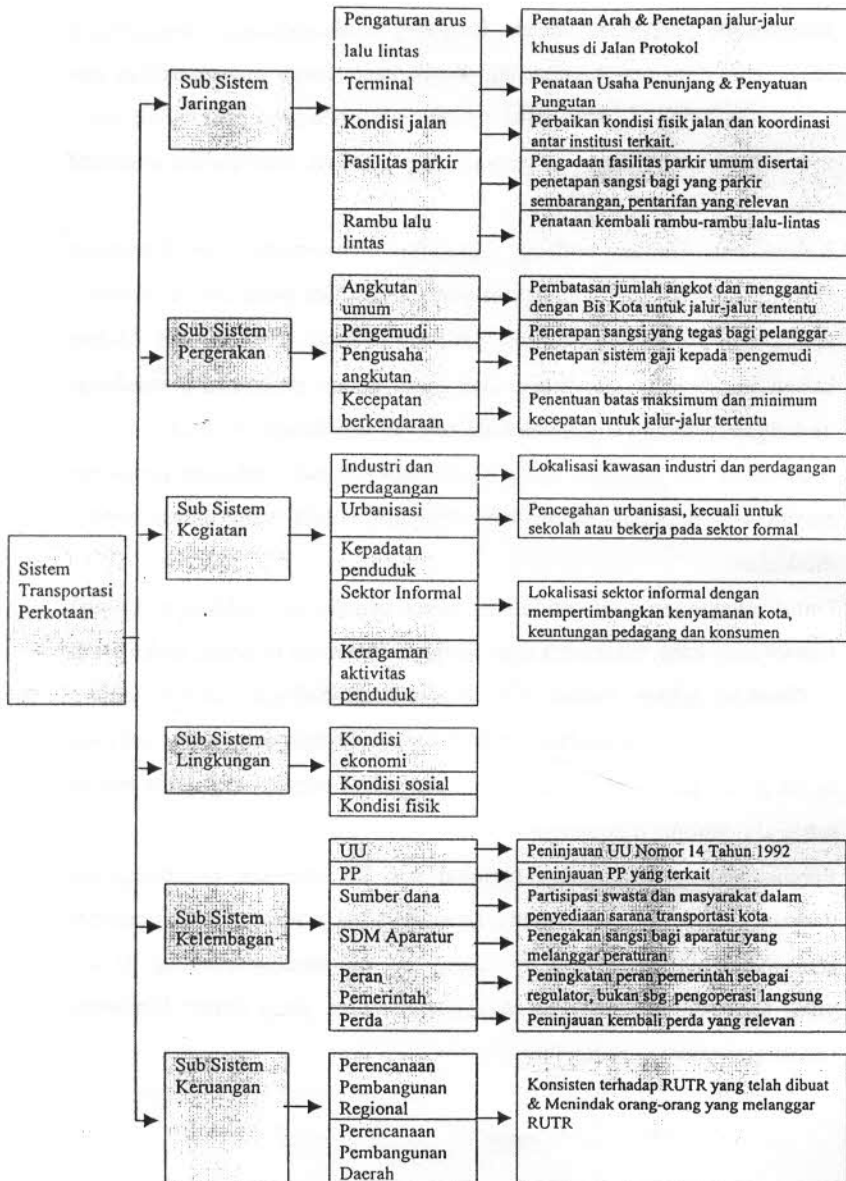 Sistem
Transportasi
Perkotaan
Sub Sistem
Jaringan
Pengaturan arus
lalu lintas
Penataan Arah & Penetapan jalur-jalur
khusus di Jalan Protokol
Terminal
Penataan Usaha Penunjang & Penyatuan
Pungutan
Kondisi jalan
Perbaikan kondisi fisik jalan dan koordinasi
antar institusi terkait.
Fasilitas parkir
Pengadaan fasilitas parkir umum disertai
penetapan sangsi bagi yang parkir
sembarangan, pentarifan yang relevan
Rambu lalu
lintas
Penataan kembali rambu-rambu lalu-lintas
Sub Sistem
Pergerakan
Angkutan
umum
Pembatasan jumlah angkot dan mengganti
dengan Bis Kota untuk jalur-jalur tententu
Pengemudi
Penerapan sangsi yang tegas bagi pelanggar
Pengusaha
angkutan
Penetapan sistem gaji kepada pengemudi
Kecepatan
berkendaraan
Penentuan batas maksimum dan minimum
kecepatan untuk jalur-jalur tertentu
Sub Sistem
Kegiatan
Industri dan
perdagangan
Lokalisasi kawasan industri dan perdagangan
Urbanisasi
Pencegahan urbanisasi, kecuali untuk
sekolah atau bekerja pada sektor formal
Kepadatan
penduduk
Sektor Informal
Lokalisasi sektor informal dengan
mempertimbangkan kenyamanan kota,
keuntungan pedagang dan konsumen
Keragaman
aktivitas
penduduk
Sub Sistem
Lingkungan
Kondisi
ekonomi
Kondisi sosial
Kondisi fisik
Sub Sistem
Kelembagan
UU
Peninjauan UU Nomor 14 Tahun 1992
PP
Peninjauan PP yang terkait
Sumber dana
Partisipasi swasta dan masyarakat dalam
penyediaan sarana transportasi kota
SDM Aparatur
Penegakan sangsi bagi aparatur yang
melanggar peraturan
Peran
Pemerintah
Peningkatan peran pemerintah sebagai
regulator, bukan sbg pengoperasi langsung
Perda
Peninjauan kembali perda yang relevan
Sub Sistem
Keruangan
Perencanaan
Pembangunan
Regional
Perencanaan
Pembangunan
Daerah
Konsisten terhadap RUTR yang telah dibuat
& Menindak orang-orang yang melanggar
RUTR